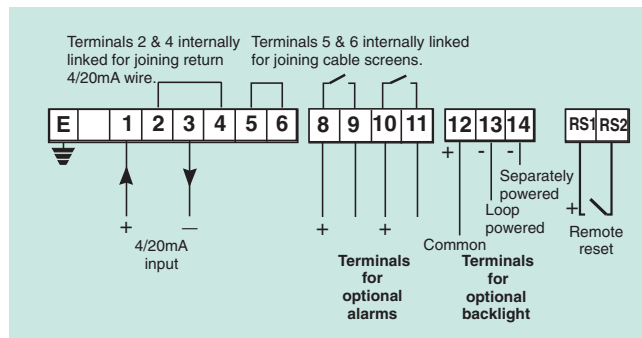 Terminals 2 & 4 internally
linked for joining return
4/20mA wire.
Terminals 5 & 6 internally linked
for joining cable screens.
E 1 2 3 4 5 6 8 9 10 11 12 13 14 RS1 RS2
+ - -
Separately
powered
Loop
powered
+ —
4/20mA
input
+ +
Common
+
Remote
reset
Terminals
for
optional
alarms
Terminals
for
optional
backlight